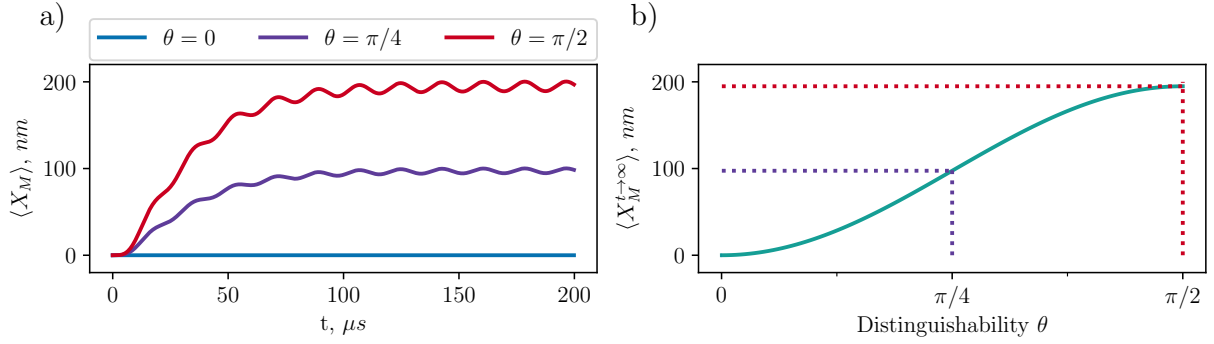 a)
θ = 0 θ = π/4 θ = π/2
200
100
0
⟨X_M⟩, nm
0 50 100 150 200
t, μs
b)
200
100
0
⟨X_M^{t→∞}⟩, nm
0 π/4 π/2
Distinguishability θ